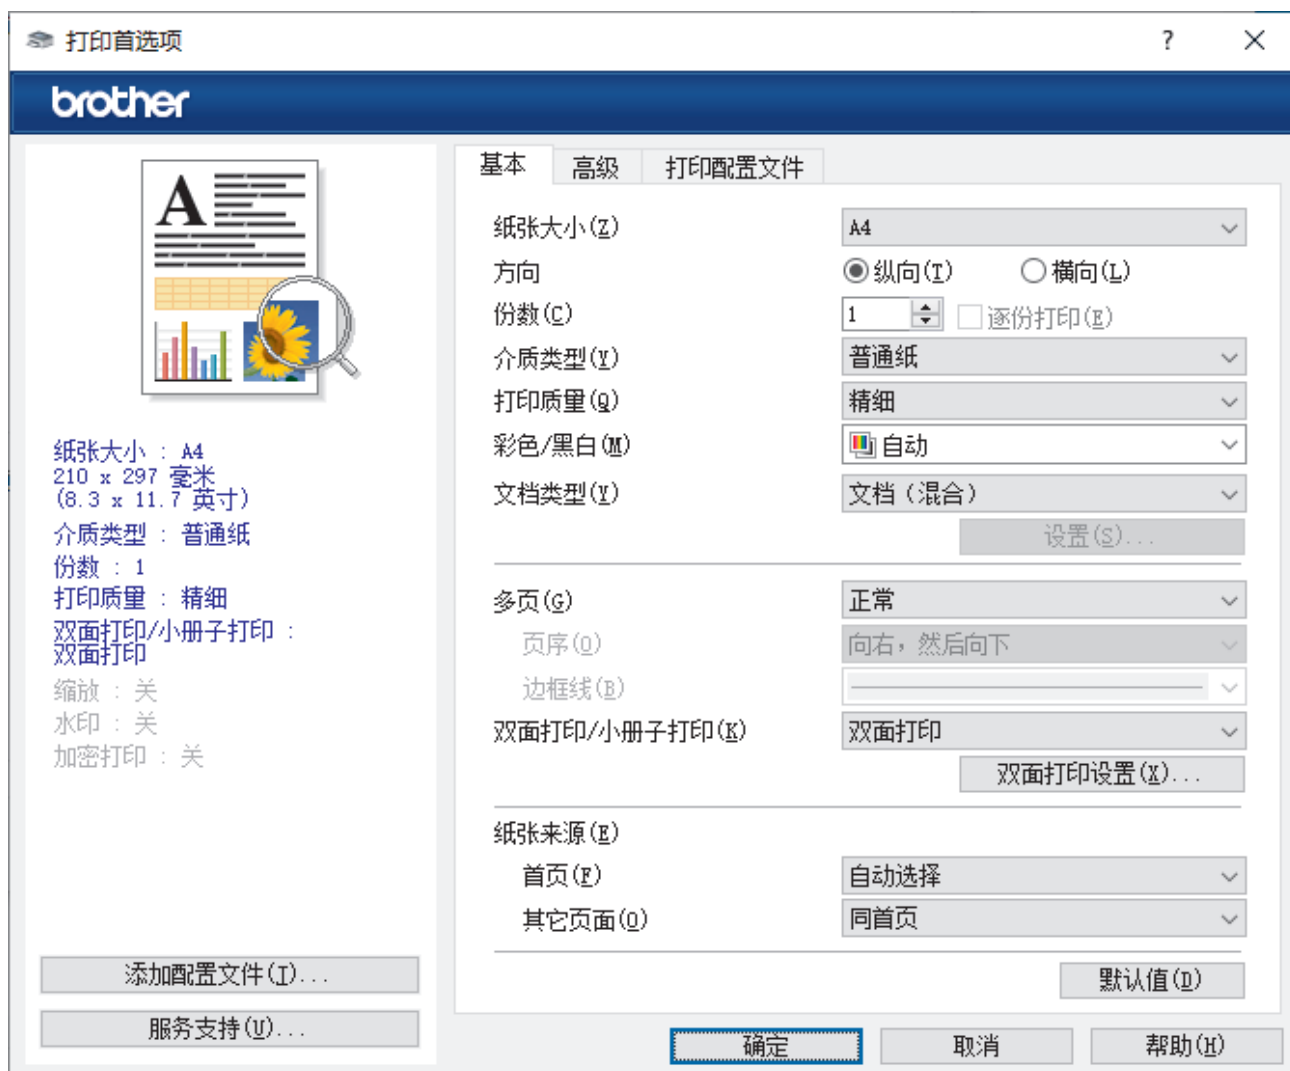 打印首选项
?
brother
A
纸张大小 : A4
210 x 297 毫米
(8.3 x 11.7 英寸)
介质类型 : 普通纸
份数 : 1
打印质量 : 精细
双面打印/小册子打印 :
双面打印
缩放 : 关
水印 : 关
加密打印 : 关
添加配置文件(I)...
服务支持(U)...
基本 高级 打印配置文件
纸张大小(Z) A4
方向 纵向(T) 横向(L)
份数(C) 1 逐份打印(E)
介质类型(Y) 普通纸
打印质量(Q) 精细
彩色/黑白(M) 自动
文档类型(Y) 文档（混合）
设置(S)...
多页(G) 正常
页序(O) 向右，然后向下
边框线(B)
双面打印/小册子打印(K) 双面打印
双面打印设置(X)...
纸张来源(E)
首页(F) 自动选择
其它页面(O) 同首页
默认值(D)
确定 取消 帮助(H)